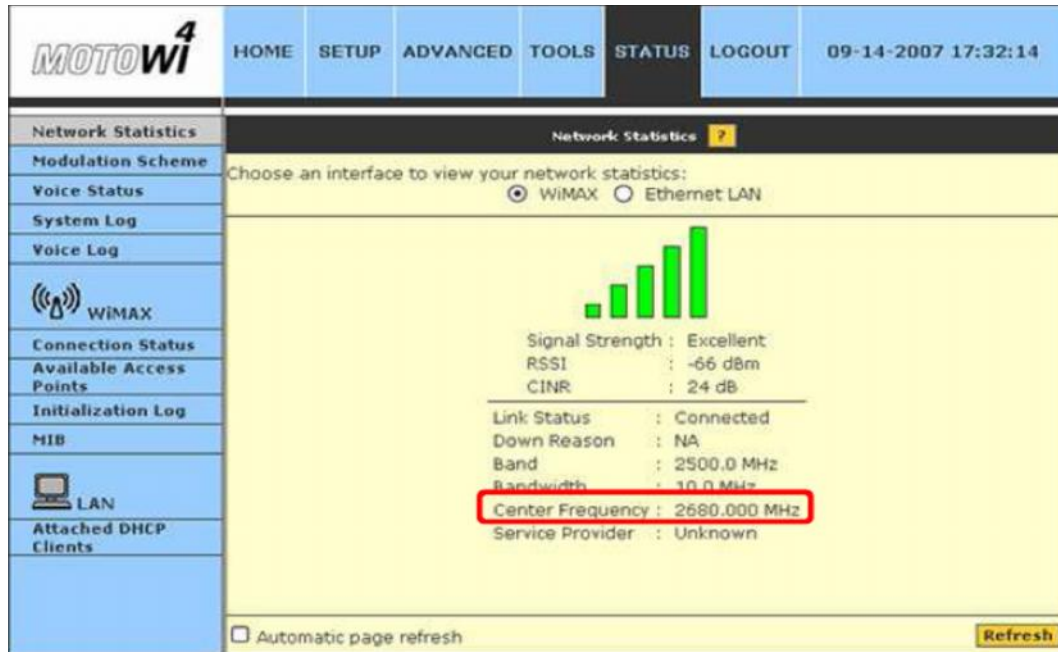 MOTOWi4
HOME SETUP ADVANCED TOOLS STATUS LOGOUT 09-14-2007 17:32:14
Network Statistics
Modulation Scheme
Voice Status
System Log
Voice Log
WiMAX
Connection Status
Available Access
Points
Initialization Log
MIB
LAN
Attached DHCP
Clients
Network Statistics ?
Choose an interface to view your network statistics:
WiMAX Ethernet LAN
Signal Strength : Excellent
RSSI : -66 dBm
CINR : 24 dB
Link Status : Connected
Down Reason : NA
Band : 2500.0 MHz
Bandwidth : 10.0 MHz
Center Frequency : 2680.000 MHz
Service Provider : Unknown
Automatic page refresh
Refresh